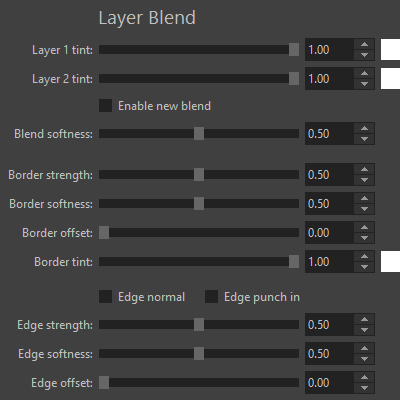 Layer Blend
Layer 1 tint: 1.00
Layer 2 tint: 1.00
Enable new blend
Blend softness: 0.50
Border strength: 0.50
Border softness: 0.50
Border offset: 0.00
Border tint: 1.00
Edge normal Edge punch in
Edge strength: 0.50
Edge softness: 0.50
Edge offset: 0.00